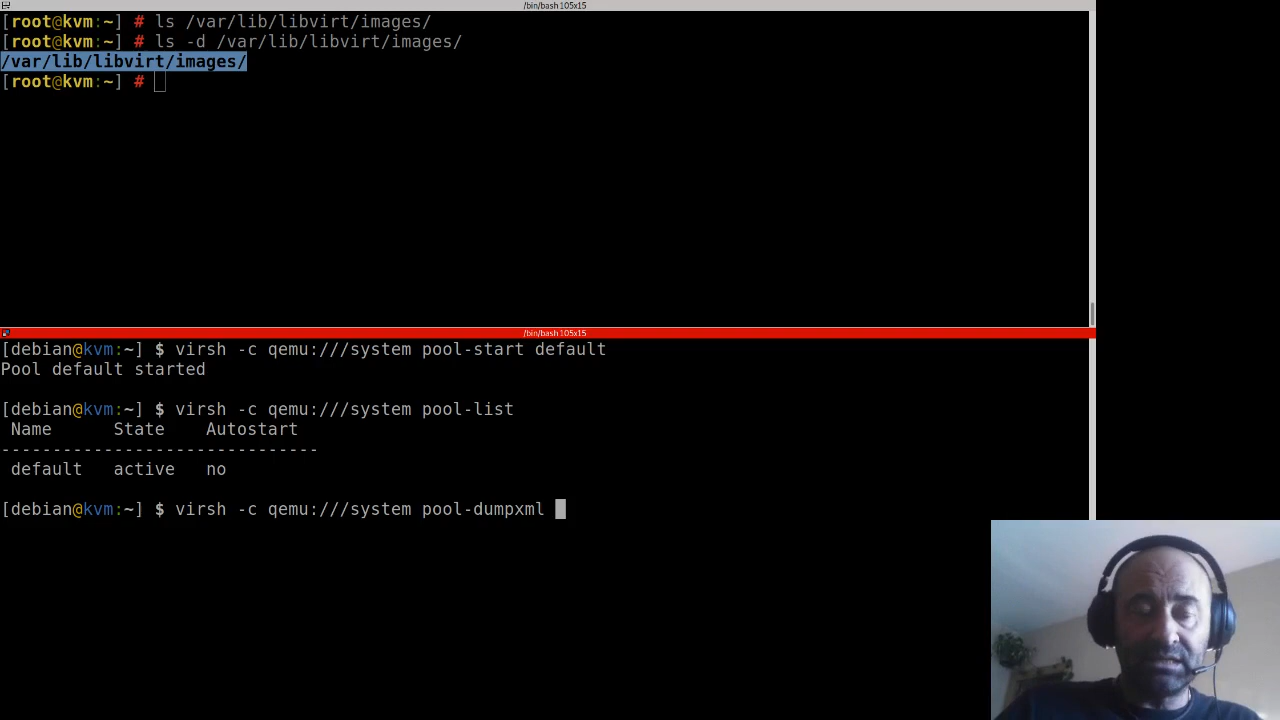 /bin/bash 105x15
[root@kvm:~] # ls /var/lib/libvirt/images/
[root@kvm:~] # ls -d /var/lib/libvirt/images/
/var/lib/libvirt/images/
[root@kvm:~] #
/bin/bash 105x15
[debian@kvm:~] $ virsh -c qemu:///system pool-start default
Pool default started
[debian@kvm:~] $ virsh -c qemu:///system pool-list
Name State Autostart
-------------------------------
default active no
[debian@kvm:~] $ virsh -c qemu:///system pool-dumpxml